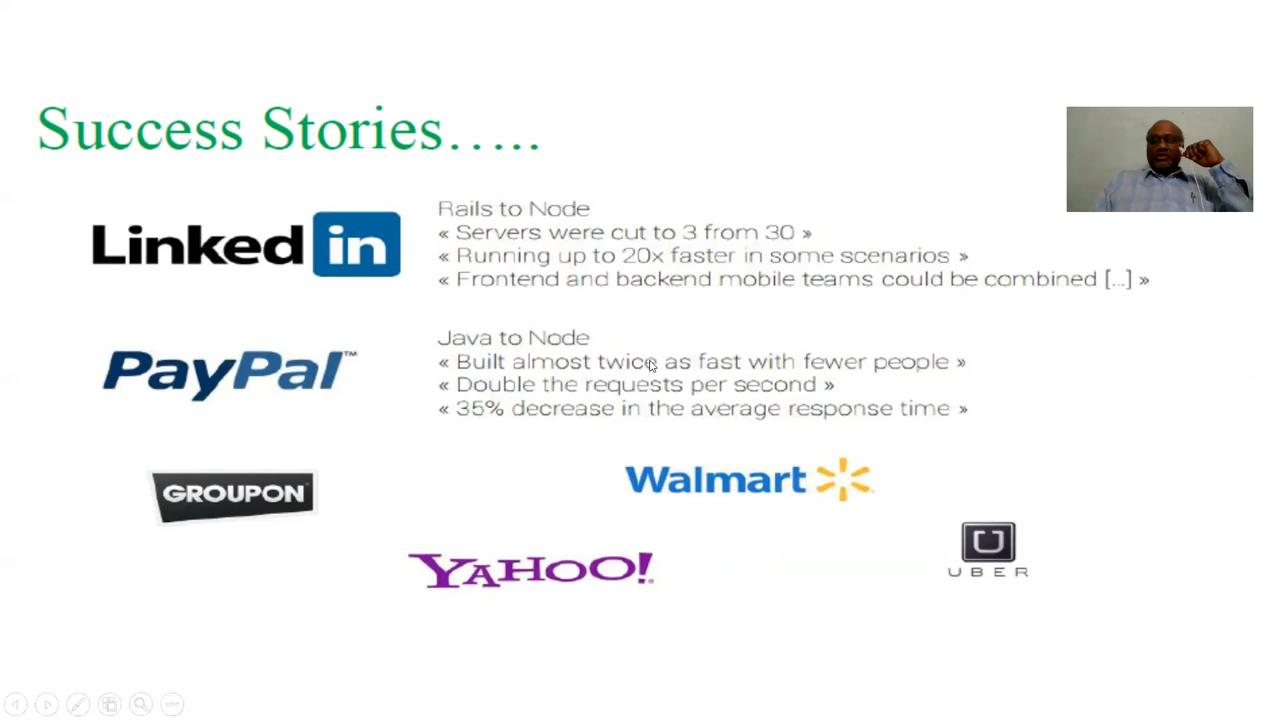 Success Stories.....
Linked in
Rails to Node
« Servers were cut to 3 from 30 »
« Running up to 20x faster in some scenarios »
« Frontend and backend mobile teams could be combined [...] »
PayPal™
Java to Node
« Built almost twice as fast with fewer people »
« Double the requests per second »
« 35% decrease in the average response time »
GROUPON
Walmart
YAHOO!
U
UBER